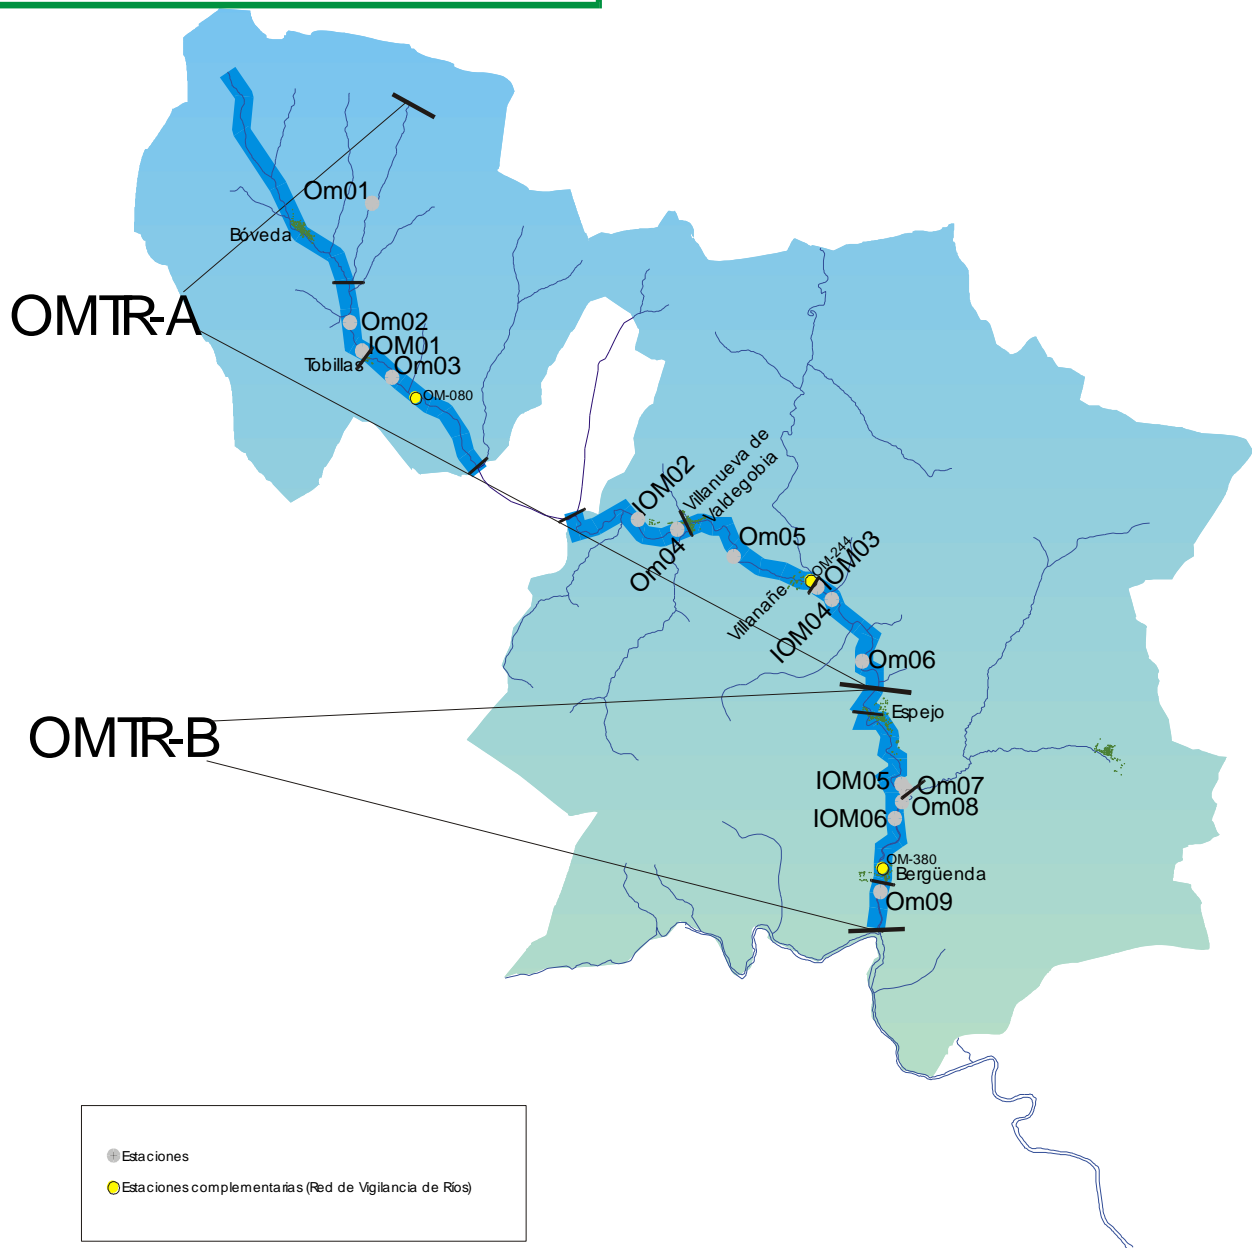 Om01
Bóveda
OMTR-A
Om02
IOM01
Tobillas
Om03
OM-080
IOM02
Villanueva de
Valdegobia
Om04
Om05
OM-244
IOM03
Villanañe
IOM04
Om06
Espejo
OMTR-B
IOM05
Om07
Om08
IOM06
OM-380
Bergüenda
Om09
Estaciones
Estaciones complementarias (Red de Vigilancia de Ríos)